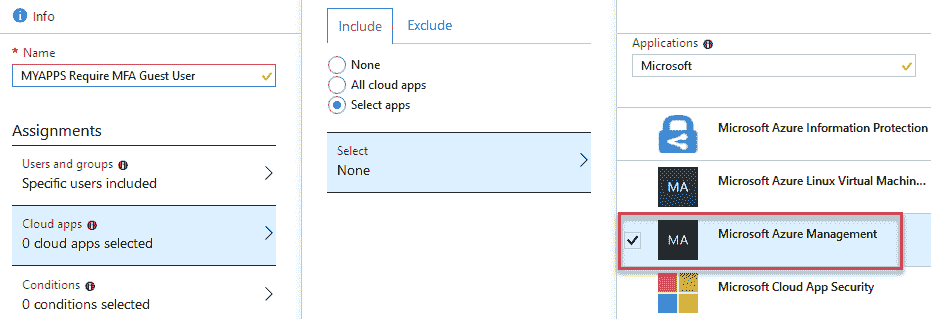 Info
* Name
MYAPPS Require MFA Guest User
Assignments
Users and groups
Specific users included
Cloud apps
0 cloud apps selected
Conditions
0 conditions selected
Include
Exclude
None
All cloud apps
Select apps
Select
None
Applications
Microsoft
Microsoft Azure Information Protection
MA
Microsoft Azure Linux Virtual Machin...
MA
Microsoft Azure Management
Microsoft Cloud App Security